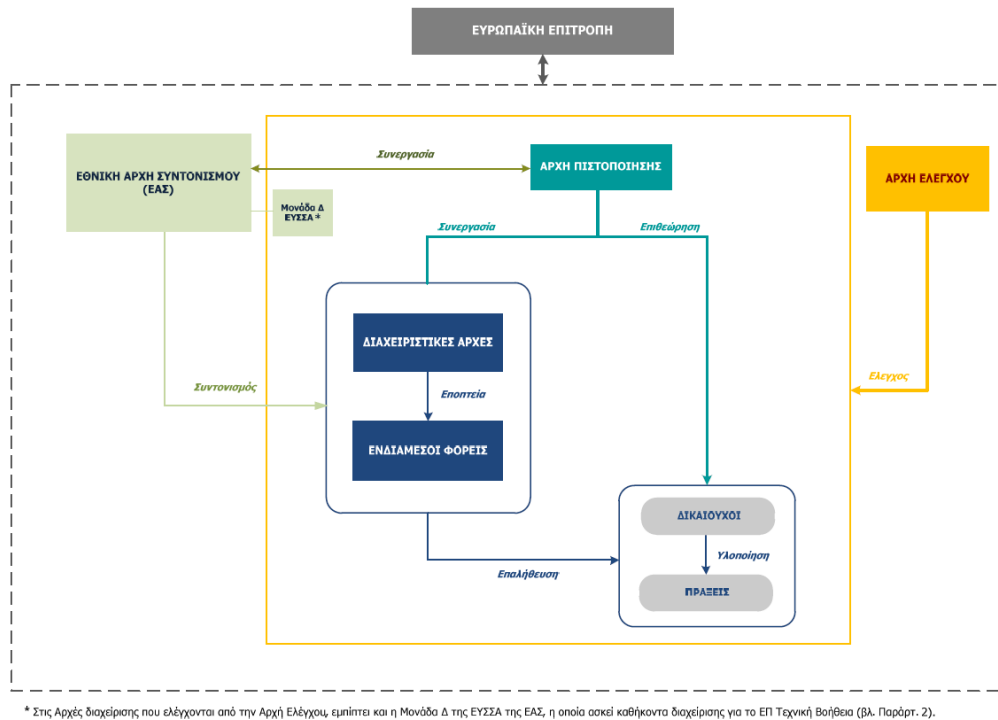 ΕΥΡΩΠΑΪΚΗ ΕΠΙΤΡΟΠΗ
ΕΘΝΙΚΗ ΑΡΧΗ ΣΥΝΤΟΝΙΣΜΟΥ
(ΕΑΣ)
Συνεργασία
ΑΡΧΗ ΠΙΣΤΟΠΟΙΗΣΗΣ
ΑΡΧΗ ΕΛΕΓΧΟΥ
Μονάδα Δ
ΕΥΣΣΑ *
Συνεργασία
Επιθεώρηση
ΔΙΑΧΕΙΡΙΣΤΙΚΕΣ ΑΡΧΕΣ
Συντονισμός
Εποπτεία
Ελεγχος
ΕΝΔΙΑΜΕΣΟΙ ΦΟΡΕΙΣ
ΔΙΚΑΙΟΥΧΟΙ
Επαλήθευση
Υλοποίηση
ΠΡΑΞΕΙΣ
* Στις Αρχές διαχείρισης που ελέγχονται από την Αρχή Ελέγχου, εμπίπτει και η Μονάδα Δ της ΕΥΣΣΑ της ΕΑΣ, η οποία ασκεί καθήκοντα διαχείρισης για το ΕΠ Τεχνική Βοήθεια (βλ. Παράρτ. 2).